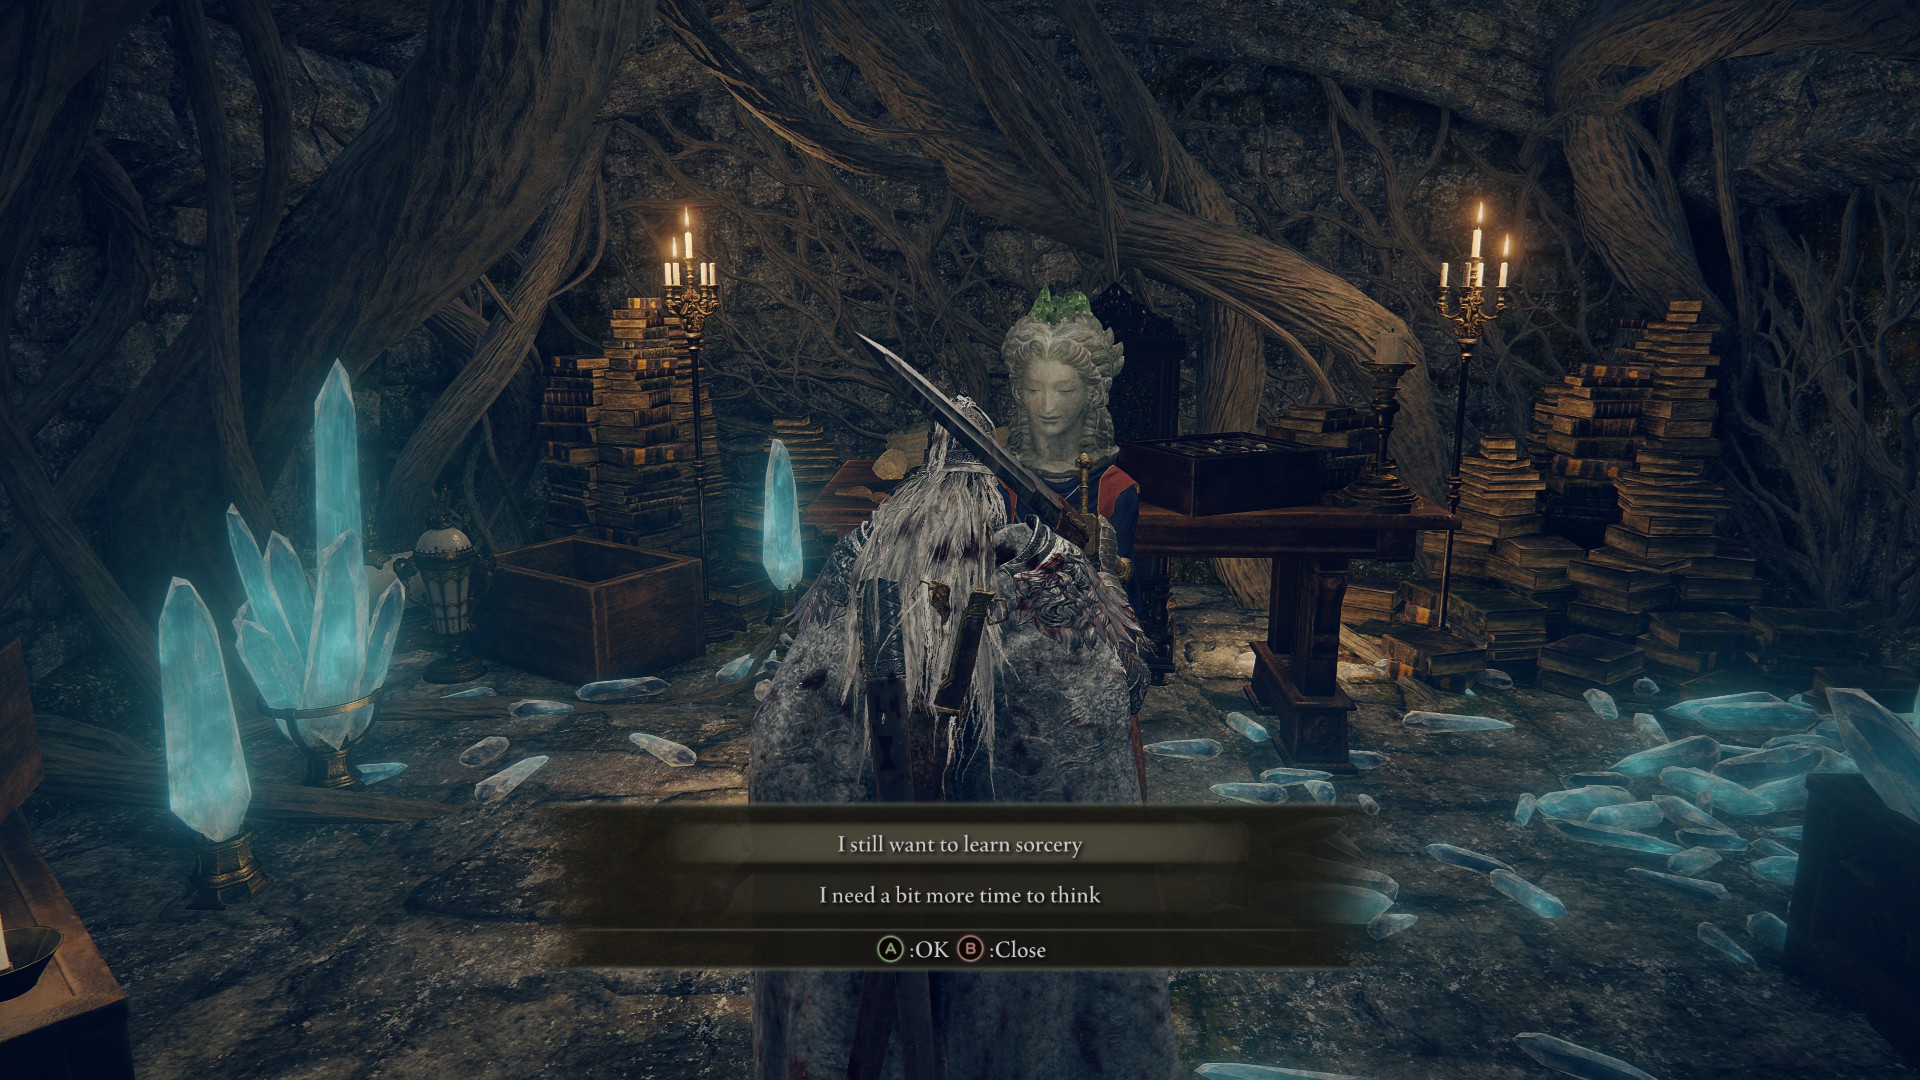 I still want to learn sorcery
I need a bit more time to think
A :OK B :Close